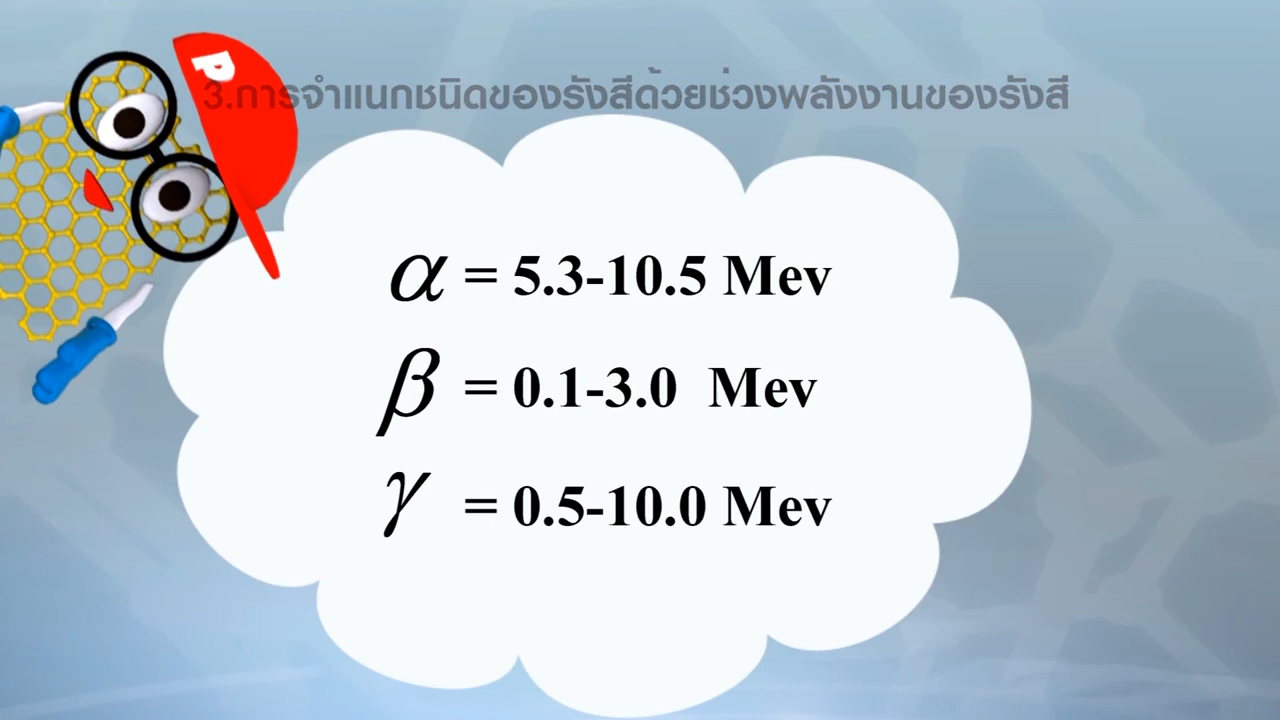 P
3.การจำแนกชนิดของรังสีด้วยช่วงพลังงานของรังสี
α = 5.3-10.5 Mev
β = 0.1-3.0 Mev
γ = 0.5-10.0 Mev